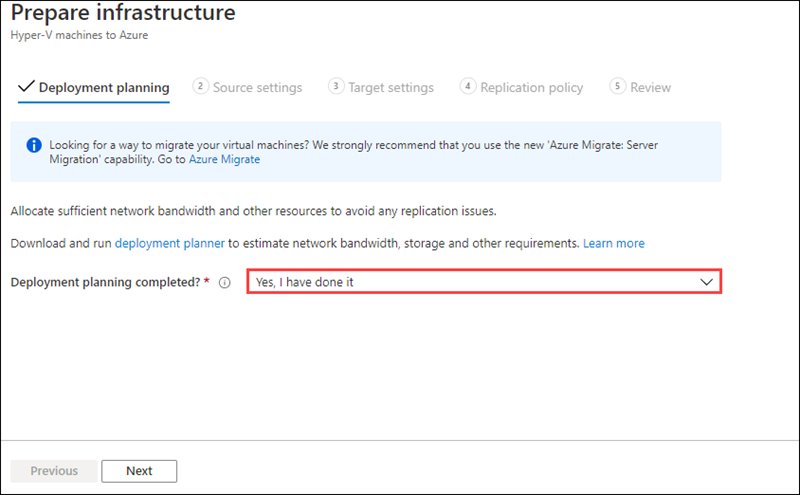 Prepare infrastructure
Hyper-V machines to Azure
Deployment planning 2 Source settings 3 Target settings 4 Replication policy 5 Review
Looking for a way to migrate your virtual machines? We strongly recommend that you use the new 'Azure Migrate: Server
Migration' capability. Go to Azure Migrate
Allocate sufficient network bandwidth and other resources to avoid any replication issues.
Download and run deployment planner to estimate network bandwidth, storage and other requirements. Learn more
Deployment planning completed? * Yes, I have done it
Previous Next